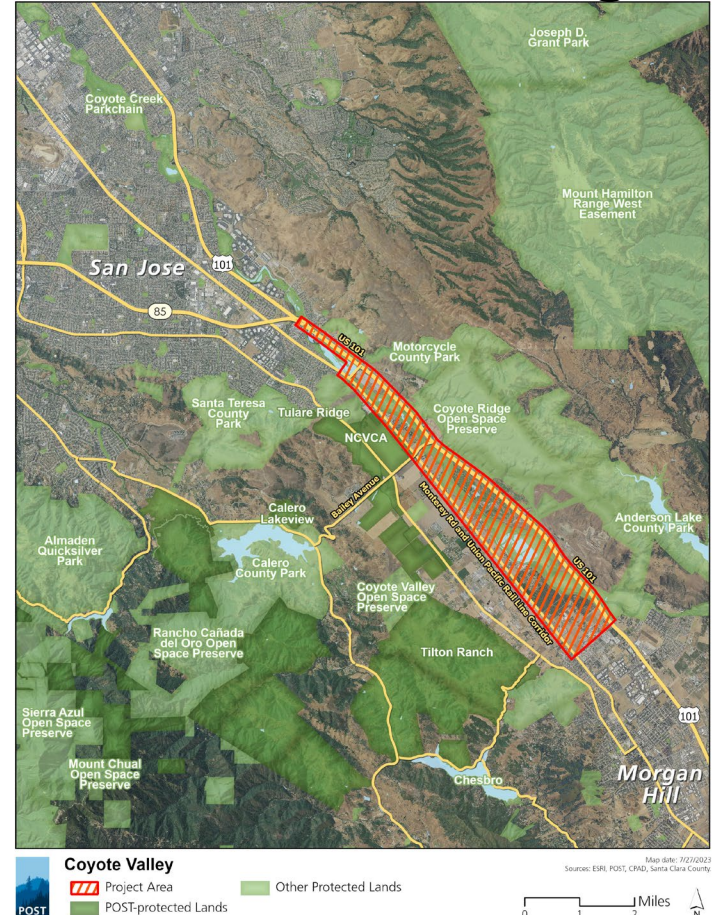 Joseph D.
Grant Park
Coyote Creek
Parkchain
Mount Hamilton
Range West
Easement
San Jose
101
85
US 101
Motorcycle
County Park
Santa Teresa
County
Park
Tulare Ridge
Coyote Ridge
Open Space
Preserve
NCVCA
Bailey Avenue
Monterey Rd and Union Pacific Rail Line Corridor
Calero
Lakeview
Anderson Lake
County Park
Almaden
Quicksilver
Park
Calero
County Park
US 101
Coyote Valley
Open Space
Preserve
Rancho Cañada
del Oro Open
Space Preserve
Tilton Ranch
Sierra Azul
Open Space
Preserve
101
Mount Chual
Open Space
Preserve
Chesbro
Morgan
Hill
POST
Coyote Valley
Project Area
POST-protected Lands
Other Protected Lands
Map date: 7/27/2023
Sources: ESRI, POST, CPAD, Santa Clara County
0 1 2 Miles
N